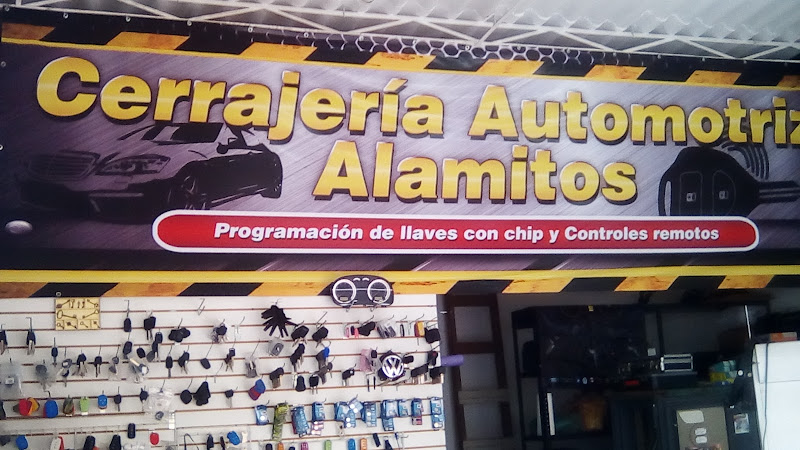 Cerrajería Automotriz
Alamitos
Programación de llaves con chip y Controles remotos